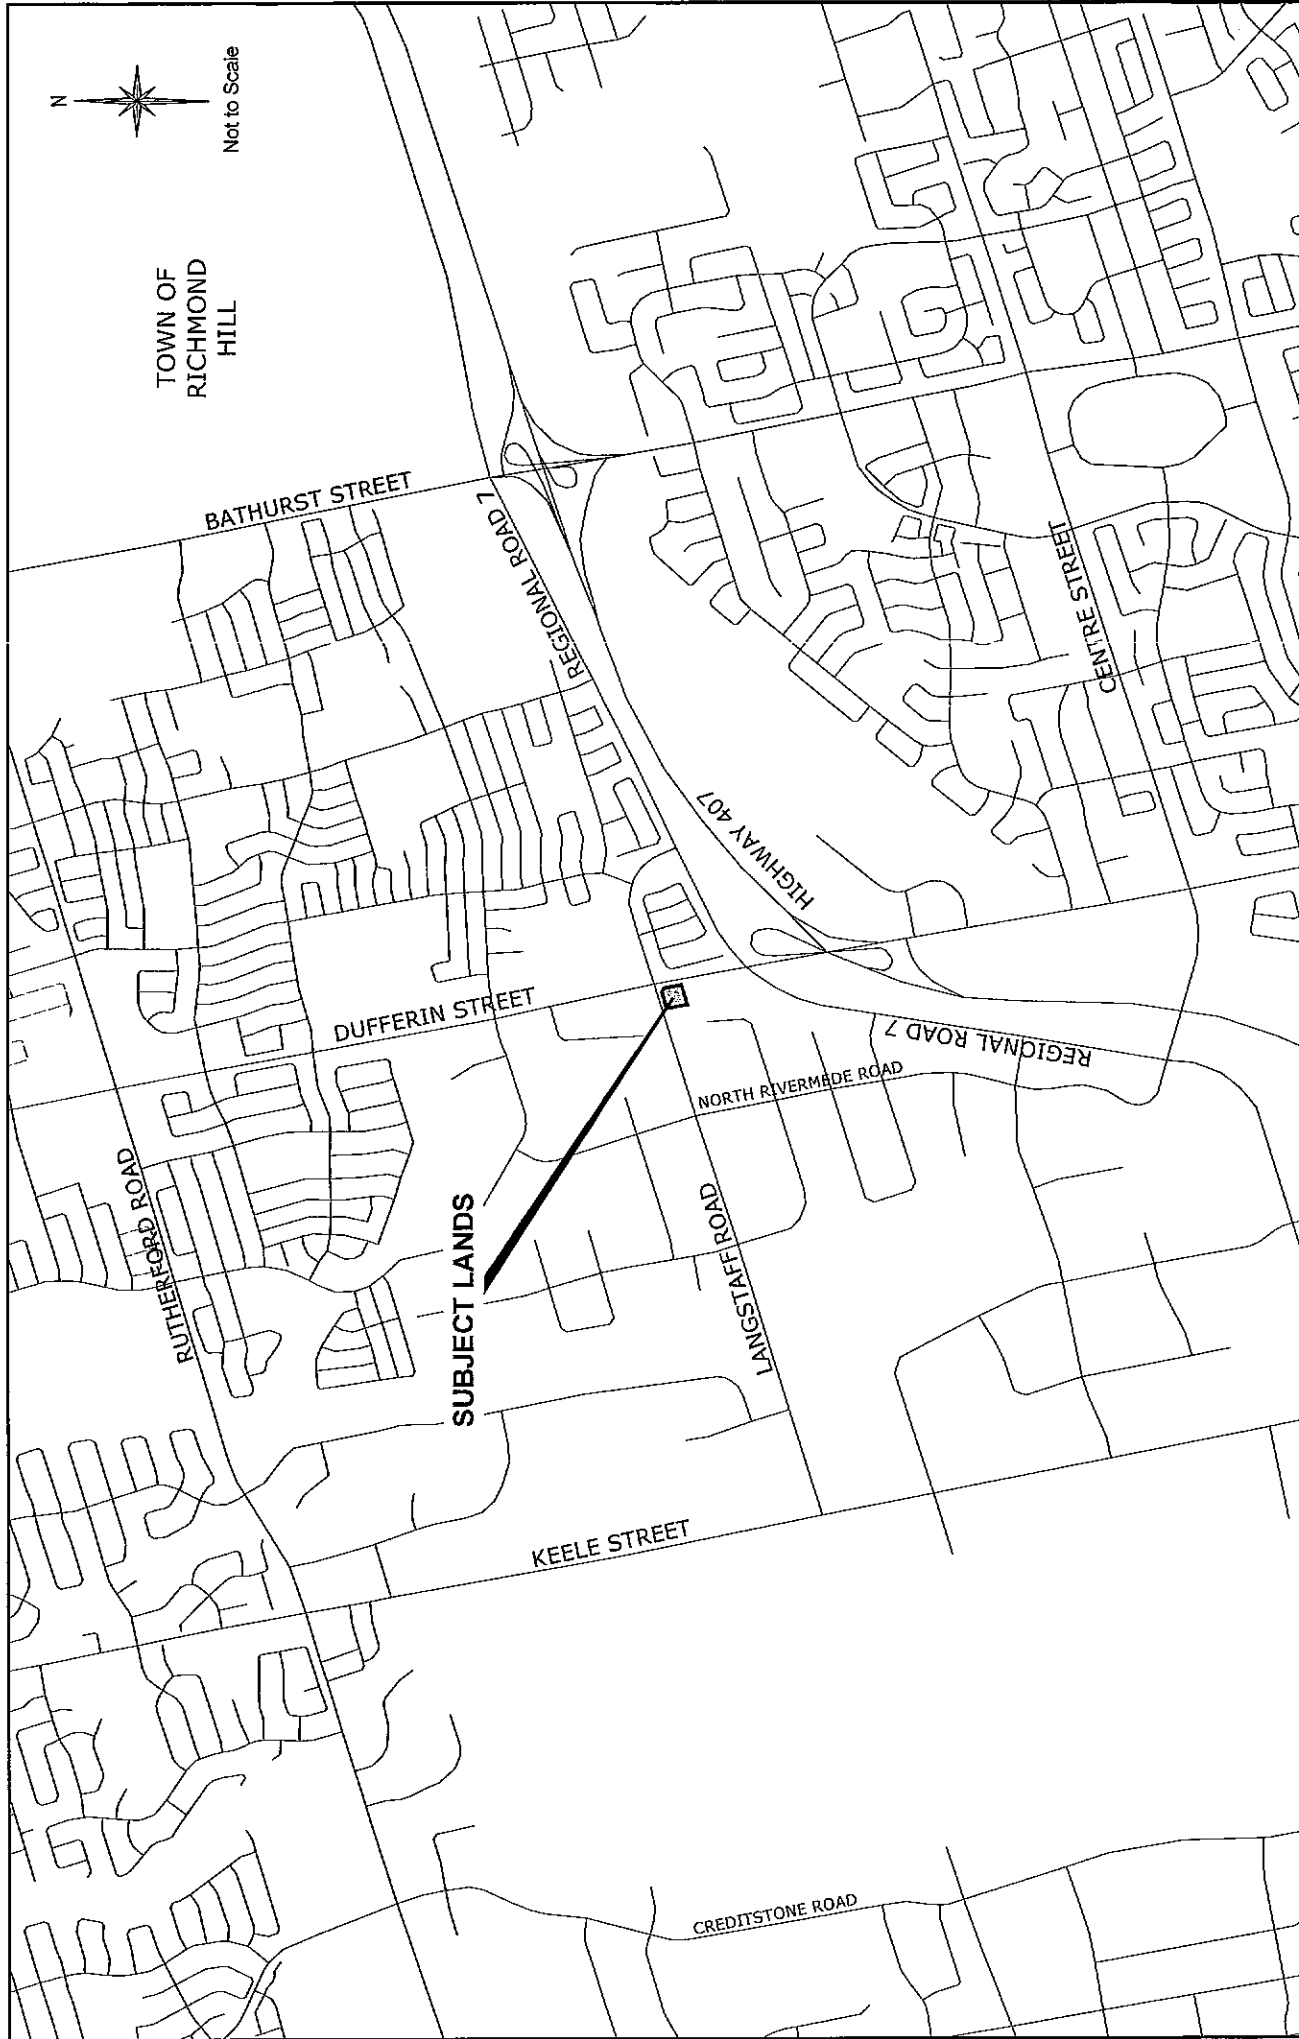 N
Not to Scale
TOWN OF
RICHMOND
HILL
BATHURST STREET
REGIONAL ROAD 7
HIGHWAY 407
CENTRE STREET
DUFFERIN STREET
REGIONAL ROAD 7
NORTH RIVERMEDE ROAD
RUTHERFORD ROAD
SUBJECT LANDS
LANGSTAFF ROAD
KEELE STREET
CREDITSTONE ROAD